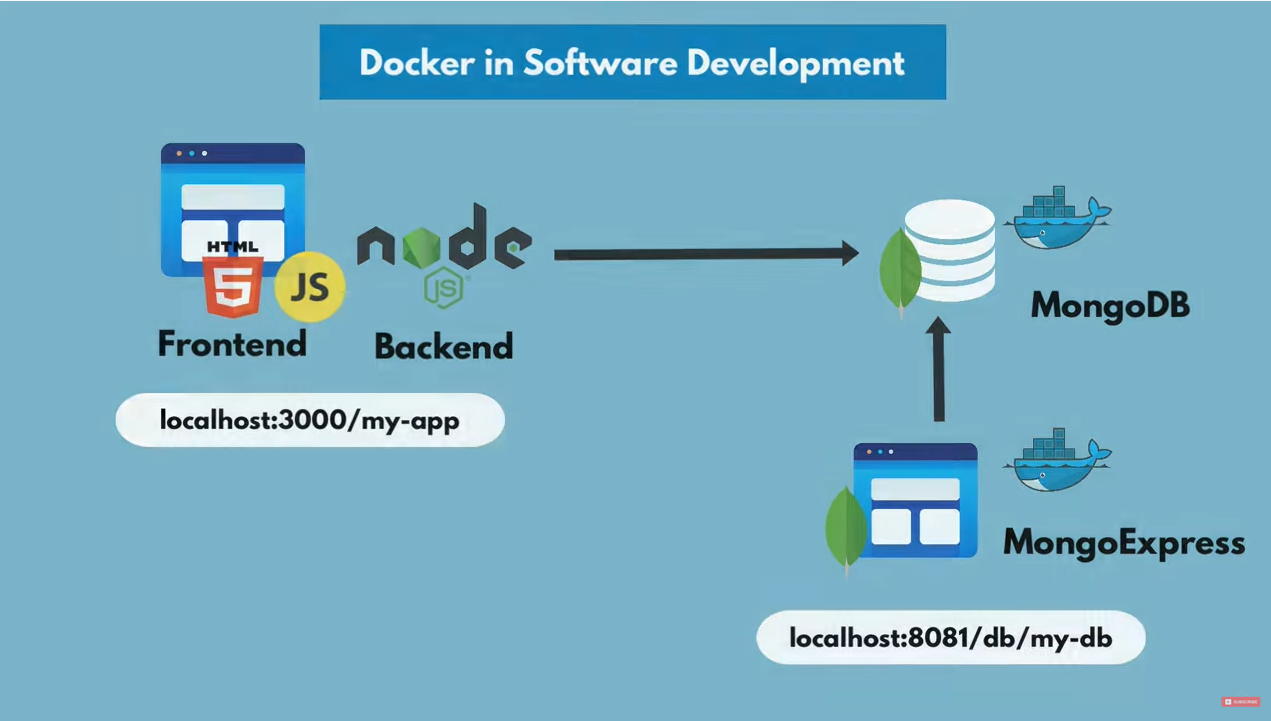 Docker in Software Development
HTML
5
JS
node
JS
Frontend
Backend
localhost:3000/my-app
MongoDB
MongoExpress
localhost:8081/db/my-db
SUBSCRIBE